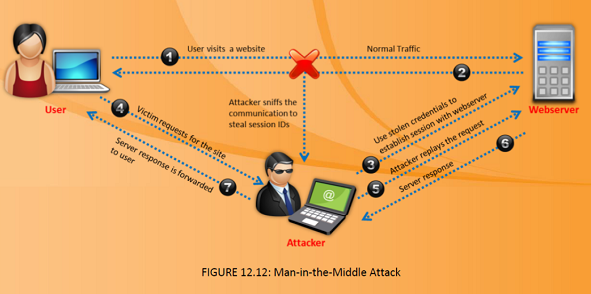 1
User visits a website
Normal Traffic
2
User
Webserver
Attacker sniffs the
communication to
steal session IDs
4
Victim requests for the site
Use stolen credentials to
establish session with webserver
3
Attacker replays the request
5
Server response
6
Server response is forwarded
to user
7
@
Attacker
FIGURE 12.12: Man-in-the-Middle Attack